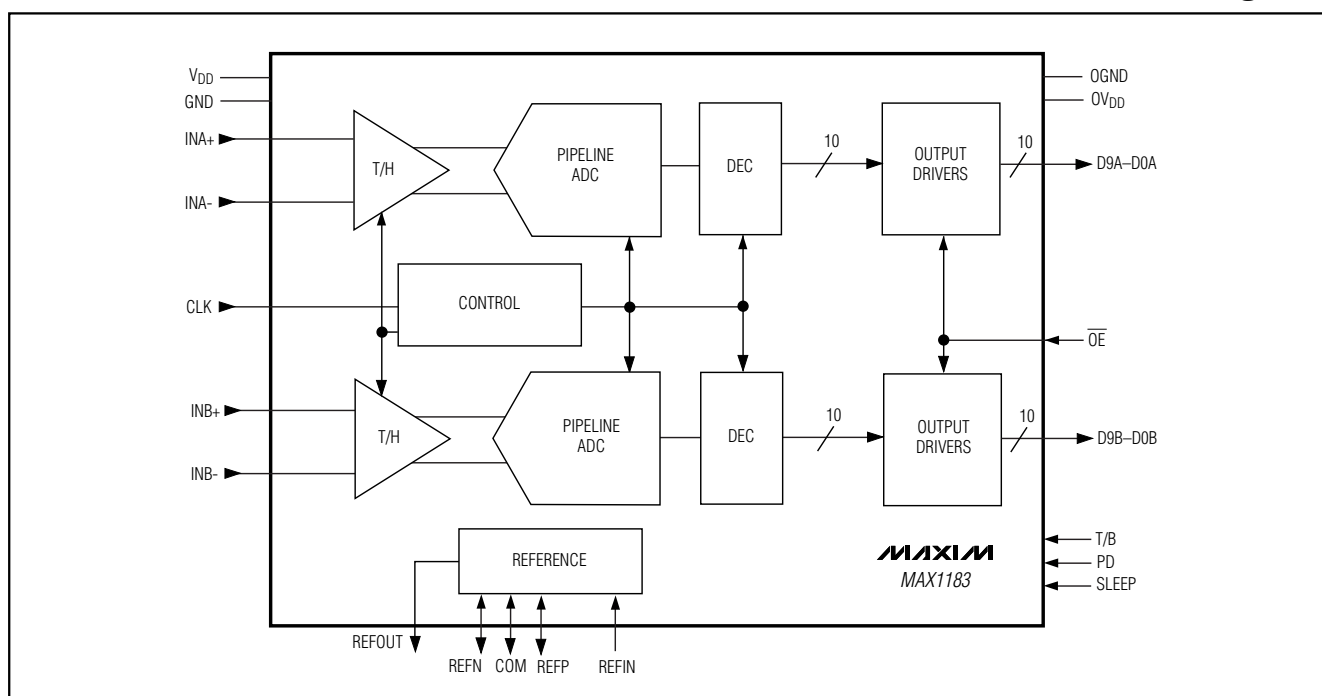 VDD
GND
INA+
INA-
CLK
INB+
INB-
T/H
PIPELINE
ADC
DEC
10
OUTPUT
DRIVERS
10
OGND
OVDD
D9A–D0A
CONTROL
OE
T/H
PIPELINE
ADC
DEC
10
OUTPUT
DRIVERS
10
D9B–D0B
REFERENCE
MAXIM
MAX1183
T/B
PD
SLEEP
REFOUT
REFN
COM
REFP
REFIN